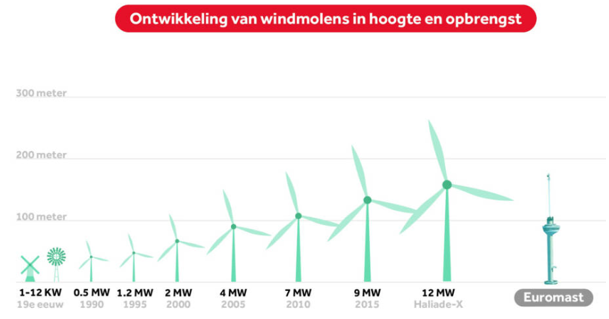 Ontwikkeling van windmolens in hoogte en opbrengst
300 meter
200 meter
100 meter
1-12 KW 0.5 MW 1.2 MW 2 MW 4 MW 7 MW 9 MW 12 MW
19e eeuw 1990 1995 2000 2005 2010 2015 Haliade-X
Euromast